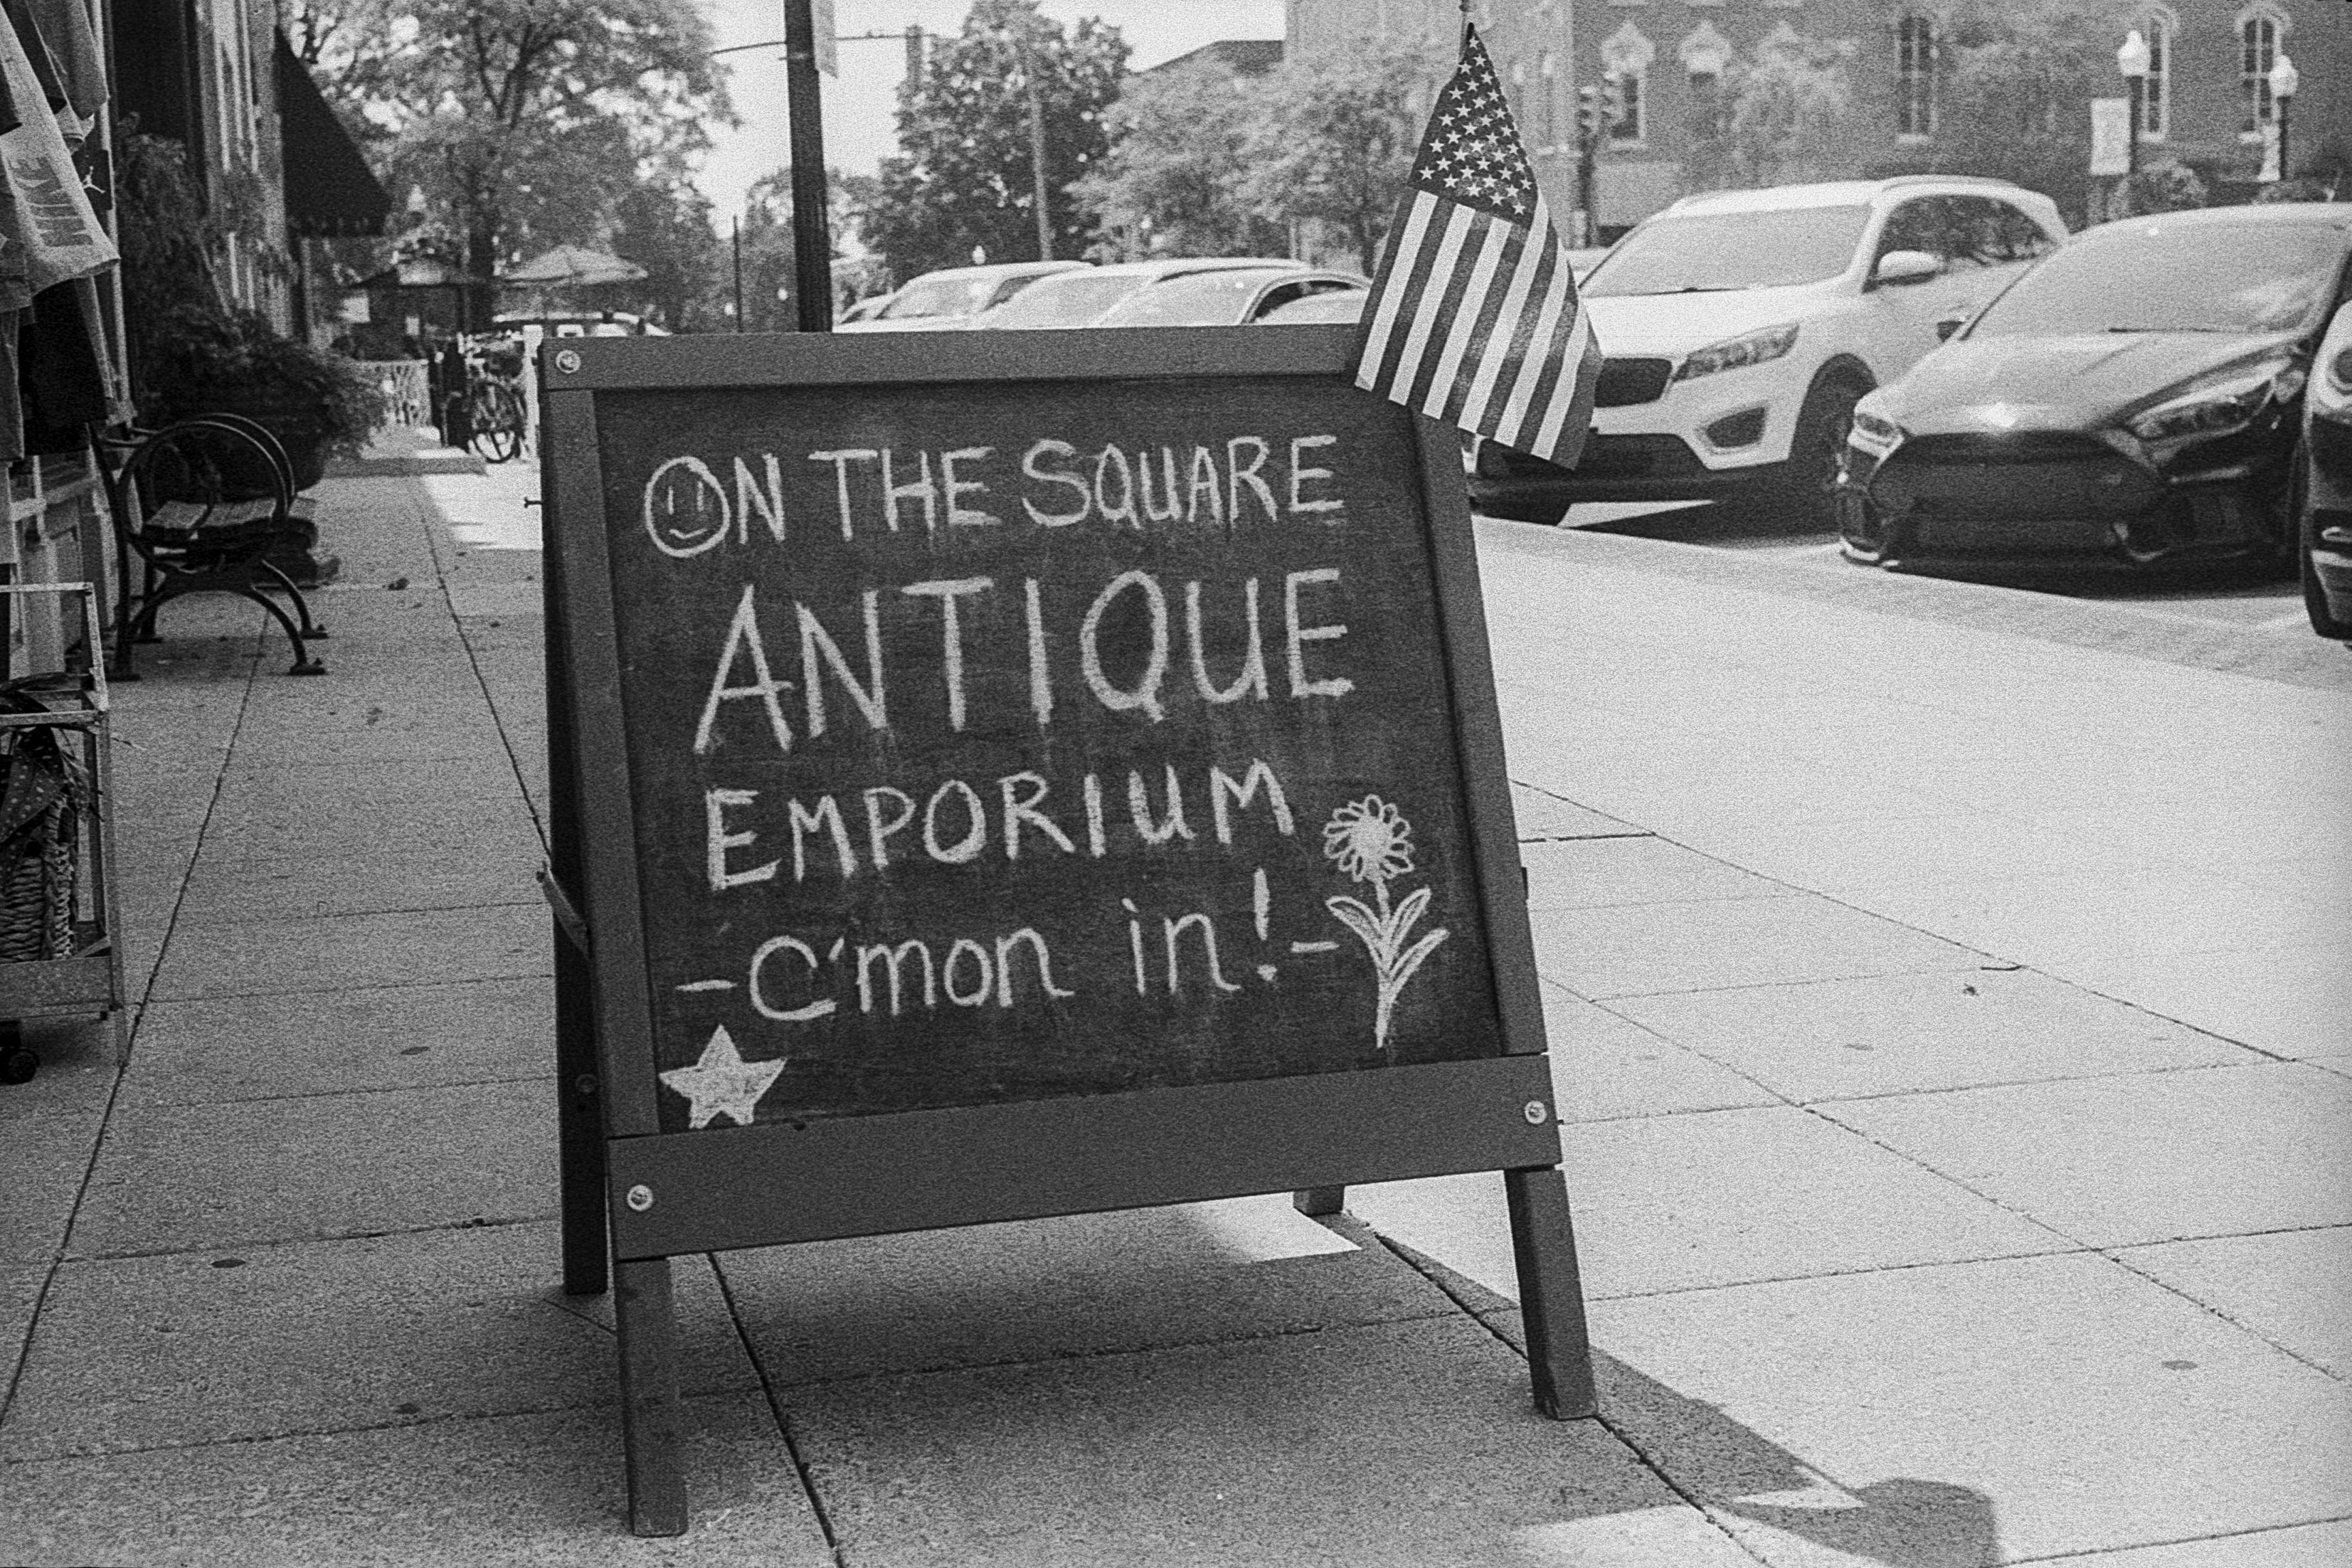 ON THE SQUARE
ANTIQUE
EMPORIUM
-C'mon in!-